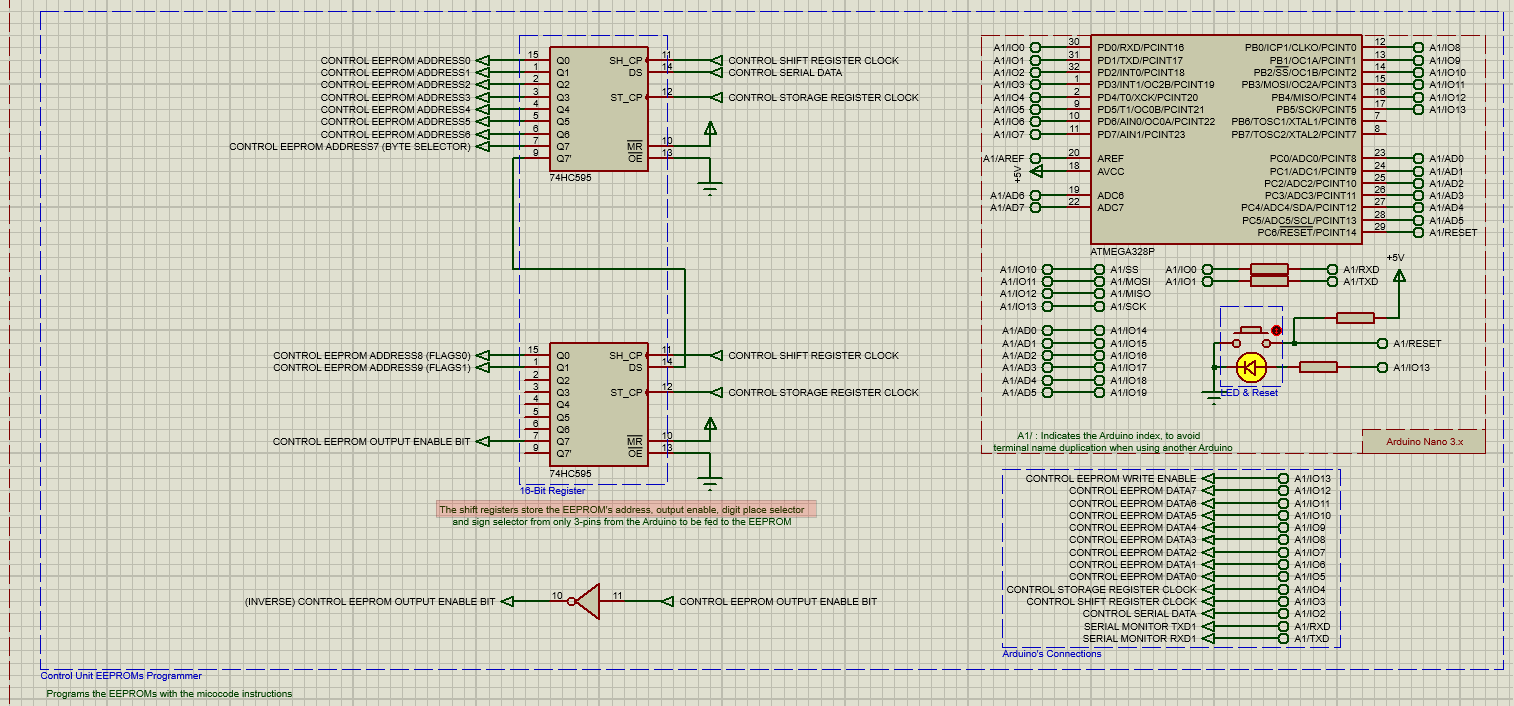 CONTROL EEPROM ADDRESS0 15 Q0 SH_CP 11 CONTROL SHIFT REGISTER CLOCK
CONTROL EEPROM ADDRESS1 1 Q1 DS 14 CONTROL SERIAL DATA
CONTROL EEPROM ADDRESS2 2 Q2
CONTROL EEPROM ADDRESS3 3 Q3 ST_CP 12 CONTROL STORAGE REGISTER CLOCK
CONTROL EEPROM ADDRESS4 4 Q4
CONTROL EEPROM ADDRESS5 5 Q5
CONTROL EEPROM ADDRESS6 6 Q6
CONTROL EEPROM ADDRESS7 (BYTE SELECTOR) 7 Q7 MR 10
9 Q7' OE 13
74HC595
CONTROL EEPROM ADDRESS8 (FLAGS0) 15 Q0 SH_CP 11 CONTROL SHIFT REGISTER CLOCK
CONTROL EEPROM ADDRESS9 (FLAGS1) 1 Q1 DS 14
2 Q2
3 Q3 ST_CP 12 CONTROL STORAGE REGISTER CLOCK
4 Q4
5 Q5
6 Q6
CONTROL EEPROM OUTPUT ENABLE BIT 7 Q7 MR 10
9 Q7' OE 13
74HC595
16-Bit Register
The shift registers store the EEPROM's address, output enable, digit place selector
and sign selector from only 3-pins from the Arduino to be fed to the EEPROM
(INVERSE) CONTROL EEPROM OUTPUT ENABLE BIT 10 11 CONTROL EEPROM OUTPUT ENABLE BIT
A1/IO0 30 PD0/RXD/PCINT16 PB0/ICP1/CLKO/PCINT0 12 A1/IO8
A1/IO1 31 PD1/TXD/PCINT17 PB1/OC1A/PCINT1 13 A1/IO9
A1/IO2 32 PD2/INT0/PCINT18 PB2/SS/OC1B/PCINT2 14 A1/IO10
A1/IO3 1 PD3/INT1/OC2B/PCINT19 PB3/MOSI/OC2A/PCINT3 15 A1/IO11
A1/IO4 2 PD4/T0/XCK/PCINT20 PB4/MISO/PCINT4 16 A1/IO12
A1/IO5 9 PD5/T1/OC0B/PCINT21 PB5/SCK/PCINT5 17 A1/IO13
A1/IO6 10 PD6/AIN0/OC0A/PCINT22 PB6/TOSC1/XTAL1/PCINT6 7
A1/IO7 11 PD7/AIN1/PCINT23 PB7/TOSC2/XTAL2/PCINT7 8
A1/AREF 20 AREF PC0/ADC0/PCINT8 23 A1/AD0
+5V 18 AVCC PC1/ADC1/PCINT9 24 A1/AD1
PC2/ADC2/PCINT10 25 A1/AD2
A1/AD6 19 ADC6 PC3/ADC3/PCINT11 26 A1/AD3
A1/AD7 22 ADC7 PC4/ADC4/SDA/PCINT12 27 A1/AD4
PC5/ADC5/SCL/PCINT13 28 A1/AD5
PC6/RESET/PCINT14 29 A1/RESET
ATMEGA328P
+5V
A1/IO10 A1/SS A1/IO0 A1/RXD
A1/IO11 A1/MOSI A1/IO1 A1/TXD
A1/IO12 A1/MISO
A1/IO13 A1/SCK
A1/AD0 A1/IO14
A1/AD1 A1/IO15 A1/RESET
A1/AD2 A1/IO16
A1/AD3 A1/IO17 A1/IO13
A1/AD4 A1/IO18
A1/AD5 A1/IO19
LED & Reset
A1/ : Indicates the Arduino index, to avoid
terminal name duplication when using another Arduino
Arduino Nano 3.x
CONTROL EEPROM WRITE ENABLE A1/IO13
CONTROL EEPROM DATA7 A1/IO12
CONTROL EEPROM DATA6 A1/IO11
CONTROL EEPROM DATA5 A1/IO10
CONTROL EEPROM DATA4 A1/IO9
CONTROL EEPROM DATA3 A1/IO8
CONTROL EEPROM DATA2 A1/IO7
CONTROL EEPROM DATA1 A1/IO6
CONTROL EEPROM DATA0 A1/IO5
CONTROL STORAGE REGISTER CLOCK A1/IO4
CONTROL SHIFT REGISTER CLOCK A1/IO3
CONTROL SERIAL DATA A1/IO2
SERIAL MONITOR TXD1 A1/RXD
SERIAL MONITOR RXD1 A1/TXD
Arduino's Connections
Control Unit EEPROMs Programmer
Programs the EEPROMs with the micocode instructions